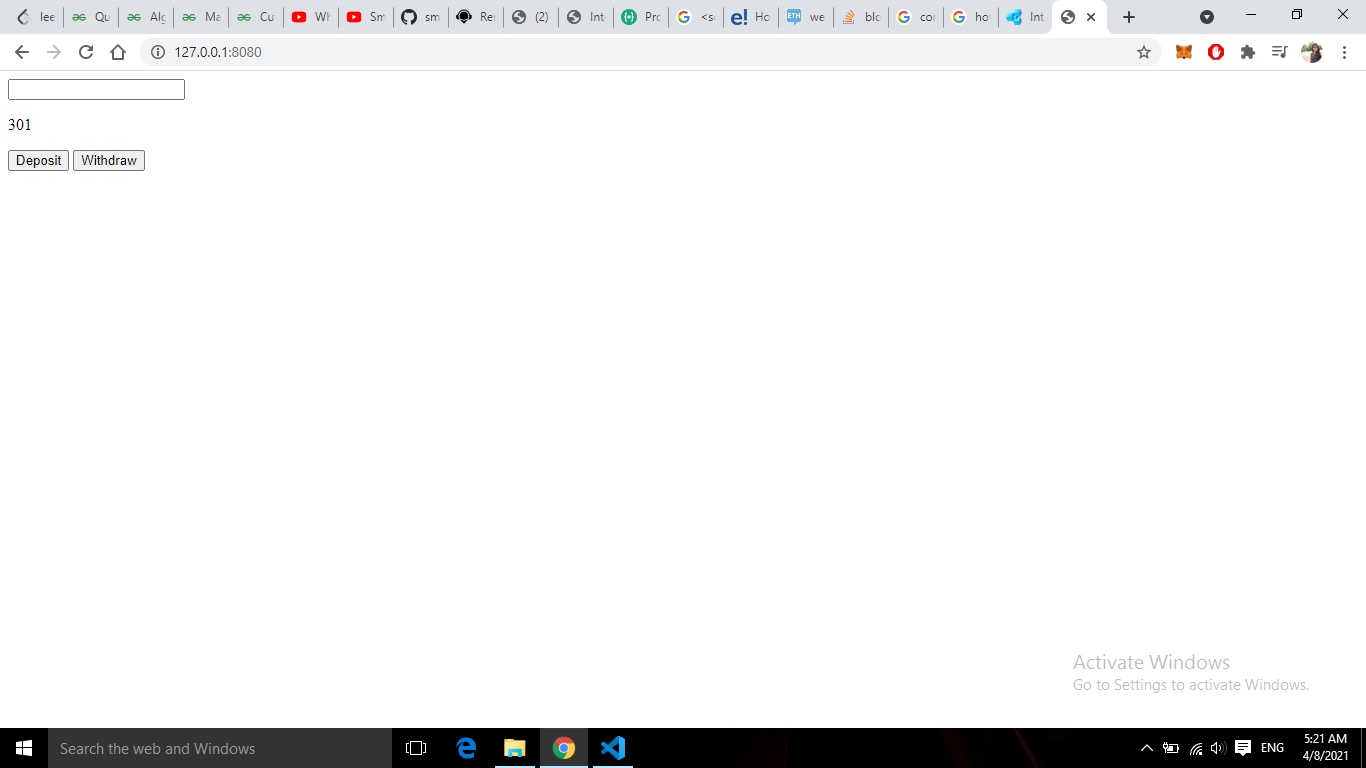 lee
Qu
Alg
Ma
Cu
Wh
Sm
sm
Re
(2)
Int
Pro
<s
Ho
ETH
we
blo
cor
ho
Int
127.0.0.1:8080
301
Deposit Withdraw
Activate Windows
Go to Settings to activate Windows.
Search the web and Windows
ENG
5:21 AM
4/8/2021